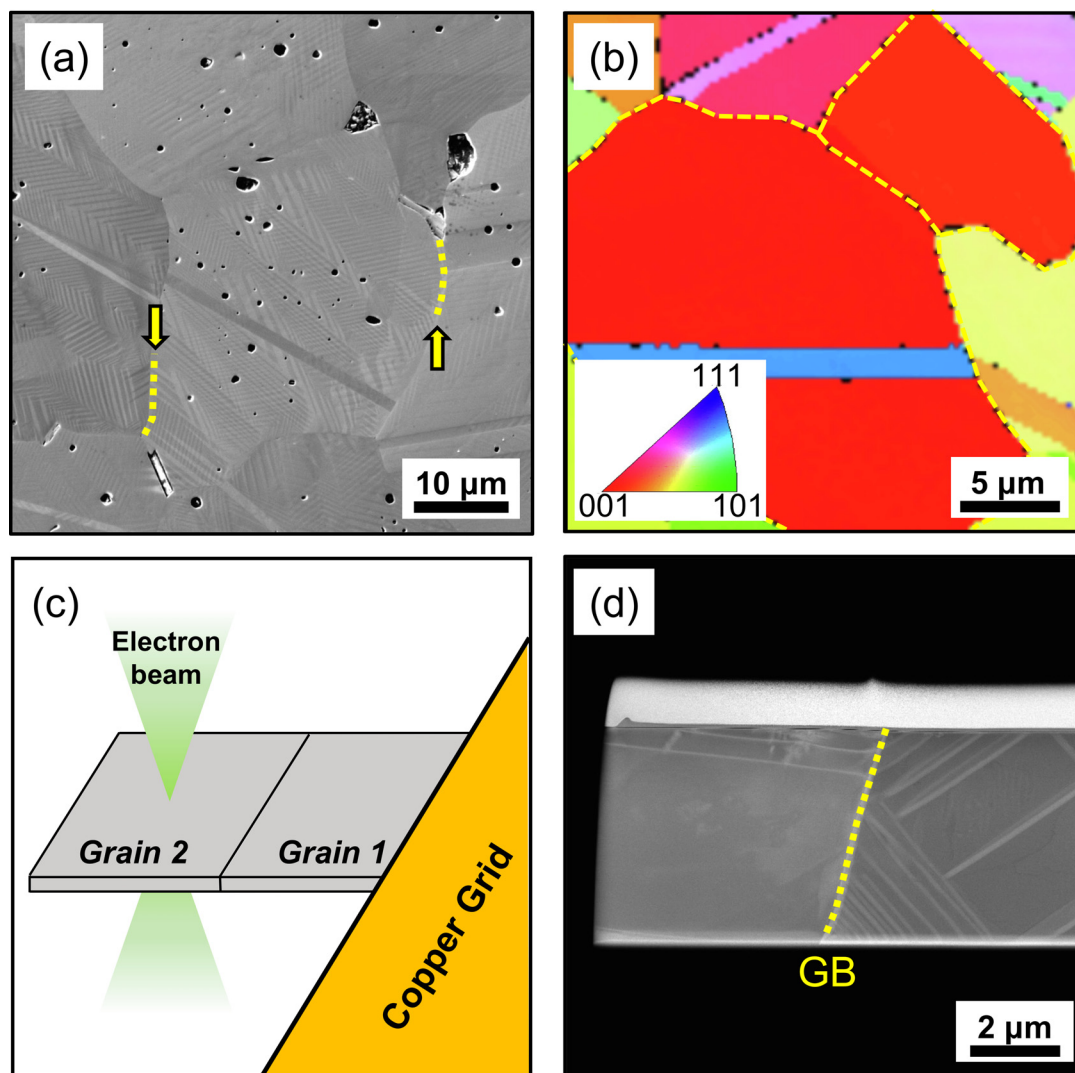 (a)
10 μm
(b)
111
001
101
5 μm
(c)
Electron
beam
Grain 2
Grain 1
Copper Grid
(d)
GB
2 μm